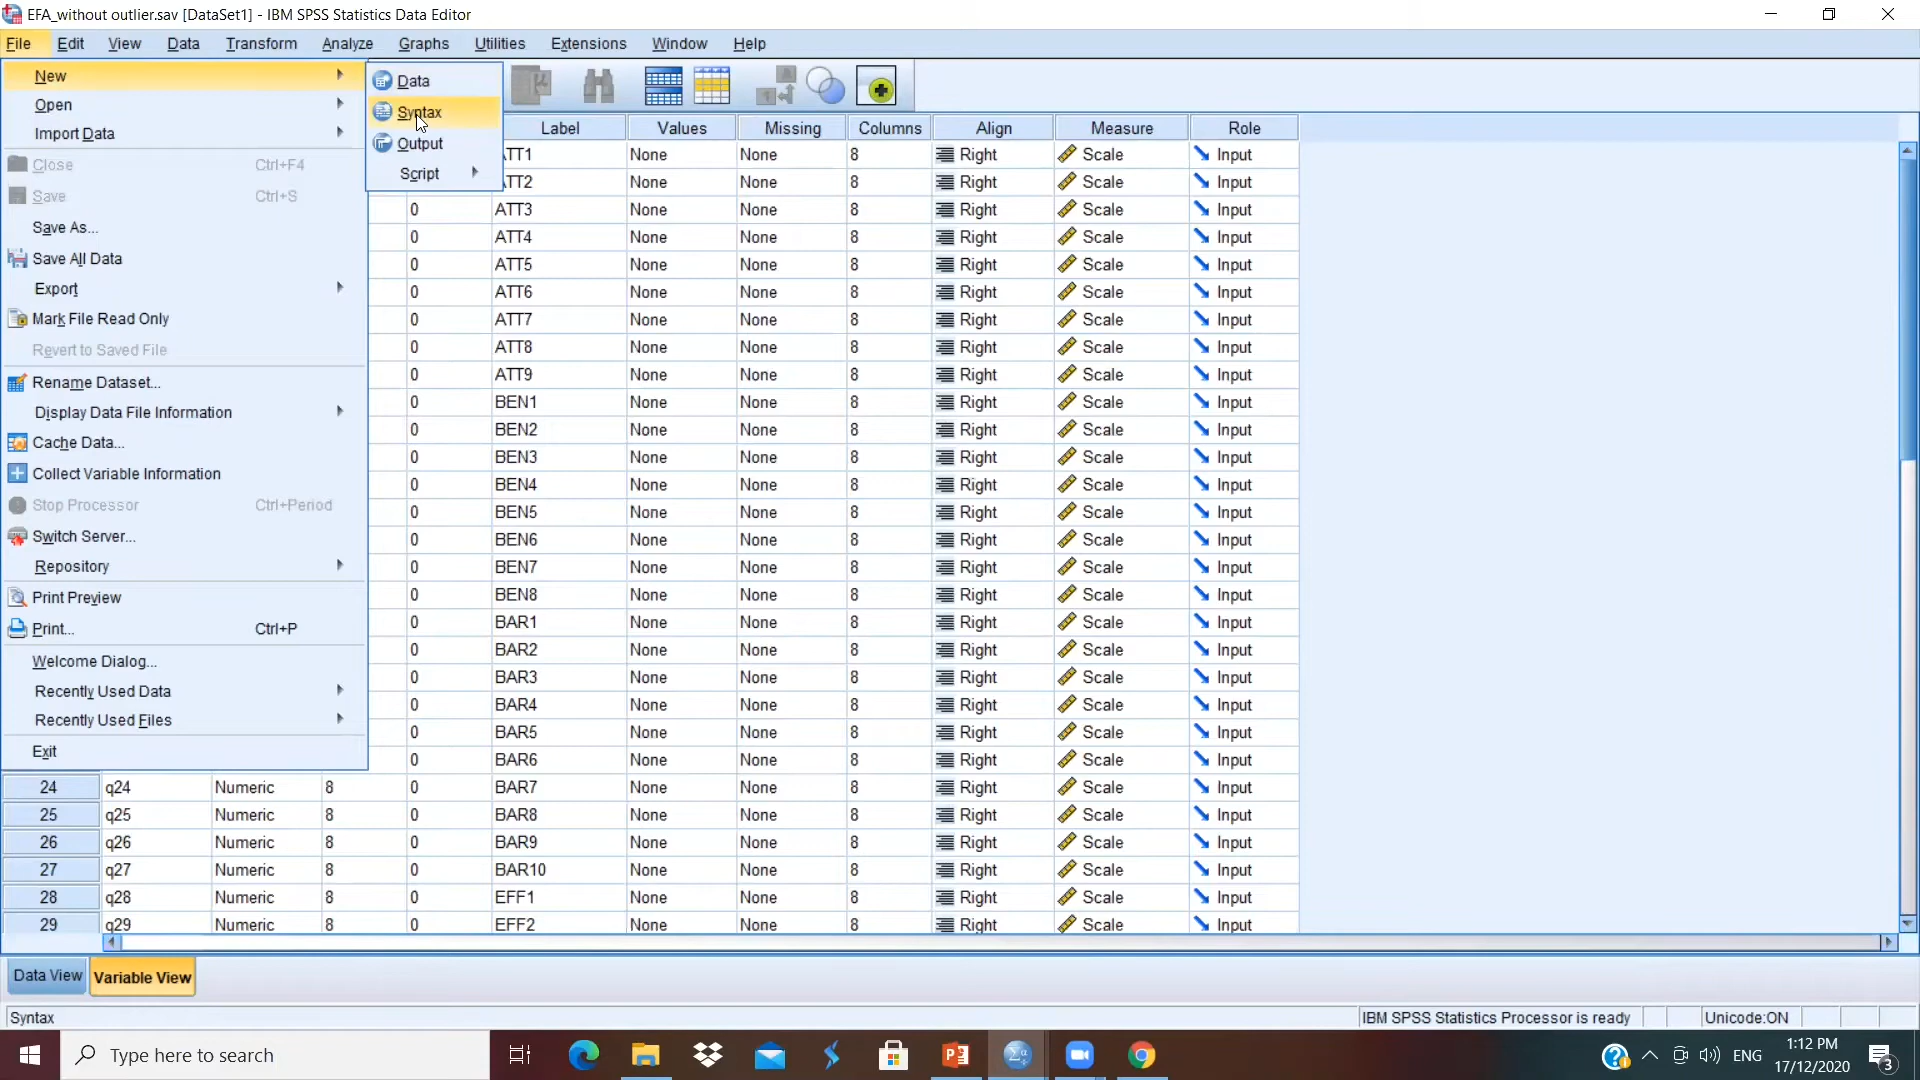 EFA_without outlier.sav [DataSet1] - IBM SPSS Statistics Data Editor
File Edit View Data Transform Analyze Graphs Utilities Extensions Window Help
New
Open
Import Data
Close Ctrl+F4
Save Ctrl+S
Save As...
Save All Data
Export
Mark File Read Only
Revert to Saved File
Rename Dataset...
Display Data File Information
Cache Data...
Collect Variable Information
Stop Processor Ctrl+Period
Switch Server...
Repository
Print Preview
Print... Ctrl+P
Welcome Dialog...
Recently Used Data
Recently Used Files
Exit
Data
Syntax
Output
Script
Label Values Missing Columns Align Measure Role
ATT1 None None 8 Right Scale Input
ATT2 None None 8 Right Scale Input
0 ATT3 None None 8 Right Scale Input
0 ATT4 None None 8 Right Scale Input
0 ATT5 None None 8 Right Scale Input
0 ATT6 None None 8 Right Scale Input
0 ATT7 None None 8 Right Scale Input
0 ATT8 None None 8 Right Scale Input
0 ATT9 None None 8 Right Scale Input
0 BEN1 None None 8 Right Scale Input
0 BEN2 None None 8 Right Scale Input
0 BEN3 None None 8 Right Scale Input
0 BEN4 None None 8 Right Scale Input
0 BEN5 None None 8 Right Scale Input
0 BEN6 None None 8 Right Scale Input
0 BEN7 None None 8 Right Scale Input
0 BEN8 None None 8 Right Scale Input
0 BAR1 None None 8 Right Scale Input
0 BAR2 None None 8 Right Scale Input
0 BAR3 None None 8 Right Scale Input
0 BAR4 None None 8 Right Scale Input
0 BAR5 None None 8 Right Scale Input
0 BAR6 None None 8 Right Scale Input
24 q24 Numeric 8 0 BAR7 None None 8 Right Scale Input
25 q25 Numeric 8 0 BAR8 None None 8 Right Scale Input
26 q26 Numeric 8 0 BAR9 None None 8 Right Scale Input
27 q27 Numeric 8 0 BAR10 None None 8 Right Scale Input
28 q28 Numeric 8 0 EFF1 None None 8 Right Scale Input
29 q29 Numeric 8 0 EFF2 None None 8 Right Scale Input
Data View Variable View
Syntax IBM SPSS Statistics Processor is ready Unicode:ON
Type here to search
ENG
1:12 PM
17/12/2020
3